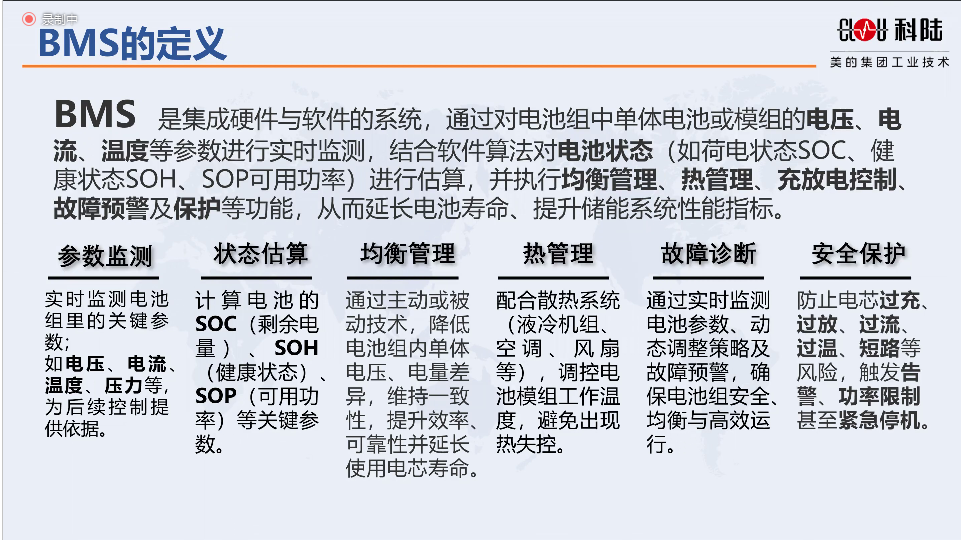 录制中
BMS的定义
CLOU 科陆
美的集团工业技术
BMS 是集成硬件与软件的系统，通过对电池组中单体电池或模组的电压、电
流、温度等参数进行实时监测，结合软件算法对电池状态（如荷电状态SOC、健
康状态SOH、SOP可用功率）进行估算，并执行均衡管理、热管理、充放电控制、
故障预警及保护等功能，从而延长电池寿命、提升储能系统性能指标。
参数监测
实时监测电池
组里的关键参
数；
如电压、电流、
温度、压力等，
为后续控制提
供依据。
状态估算
计算电池的
SOC（剩余电
量）、SOH
（健康状态）、
SOP（可用功
率）等关键参
数。
均衡管理
通过主动或被
动技术，降低
电池组内单体
电压、电量差
异，维持一致
性，提升效率、
可靠性并延长
使用电芯寿命。
热管理
配合散热系统
（液冷机组、
空调、风扇
等），调控电
池模组工作温
度，避免出现
热失控。
故障诊断
通过实时监测
电池参数、动
态调整策略及
故障预警，确
保电池组安全、
均衡与高效运
行。
安全保护
防止电芯过充、
过放、过流、
过温、短路等
风险，触发告
警、功率限制
甚至紧急停机。